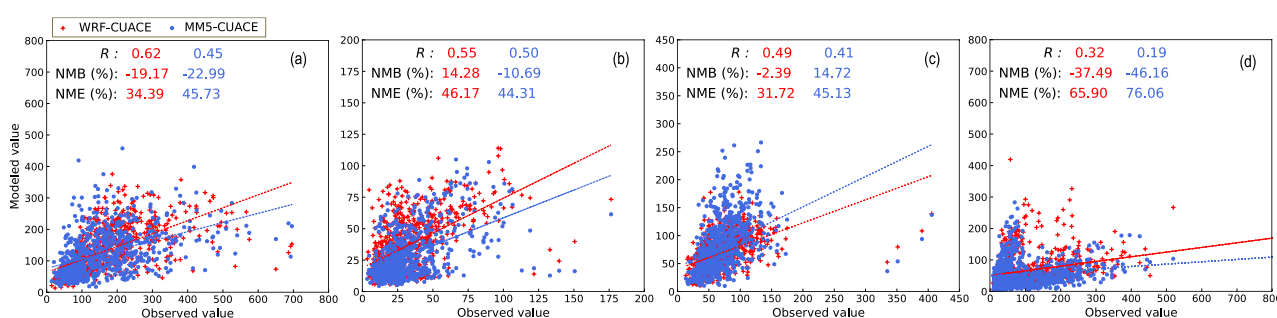 WRF-CUACE MM5-CUACE
(a)
R : 0.62 0.45
NMB (%): -19.17 -22.99
NME (%): 34.39 45.73
800
700
600
500
400
300
200
100
0
0 100 200 300 400 500 600 700 800
Modeled value
Observed value
(b)
R : 0.55 0.50
NMB (%): 14.28 -10.69
NME (%): 46.17 44.31
200
175
150
125
100
75
50
25
0
0 25 50 75 100 125 150 175 200
Observed value
(c)
R : 0.49 0.41
NMB (%): -2.39 14.72
NME (%): 31.72 45.13
450
400
350
300
250
200
150
100
50
0
0 50 100 150 200 250 300 350 400 450
Observed value
(d)
R : 0.32 0.19
NMB (%): -37.49 -46.16
NME (%): 65.90 76.06
800
700
600
500
400
300
200
100
0
0 100 200 300 400 500 600 700 800
Observed value